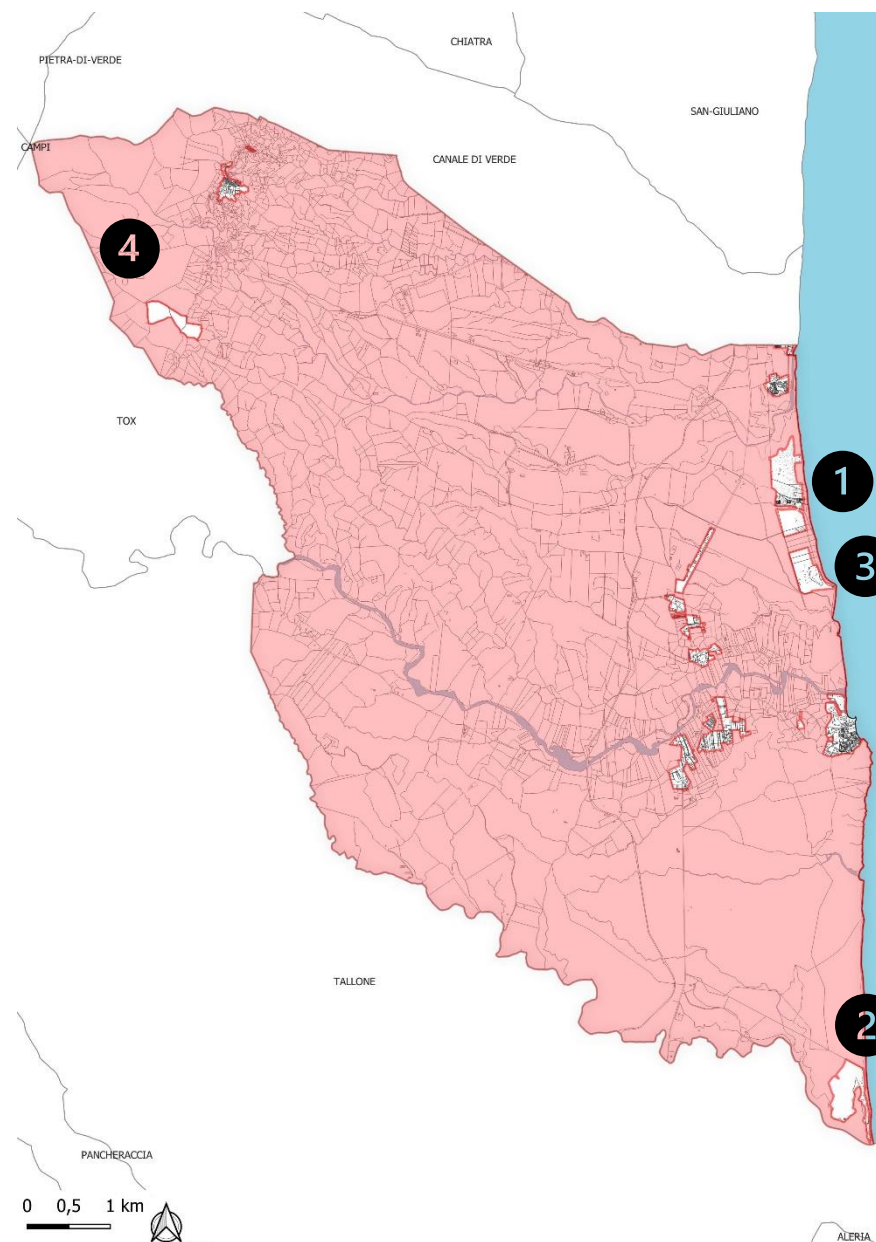 CHIATRA
PIETRA-DI-VERDE
SAN-GIULIANO
CAMPI
CANALE DI VERDE
4
TOX
1
3
TALLONE
2
PANCHERACCIA
0 0,5 1 km
ALERIA